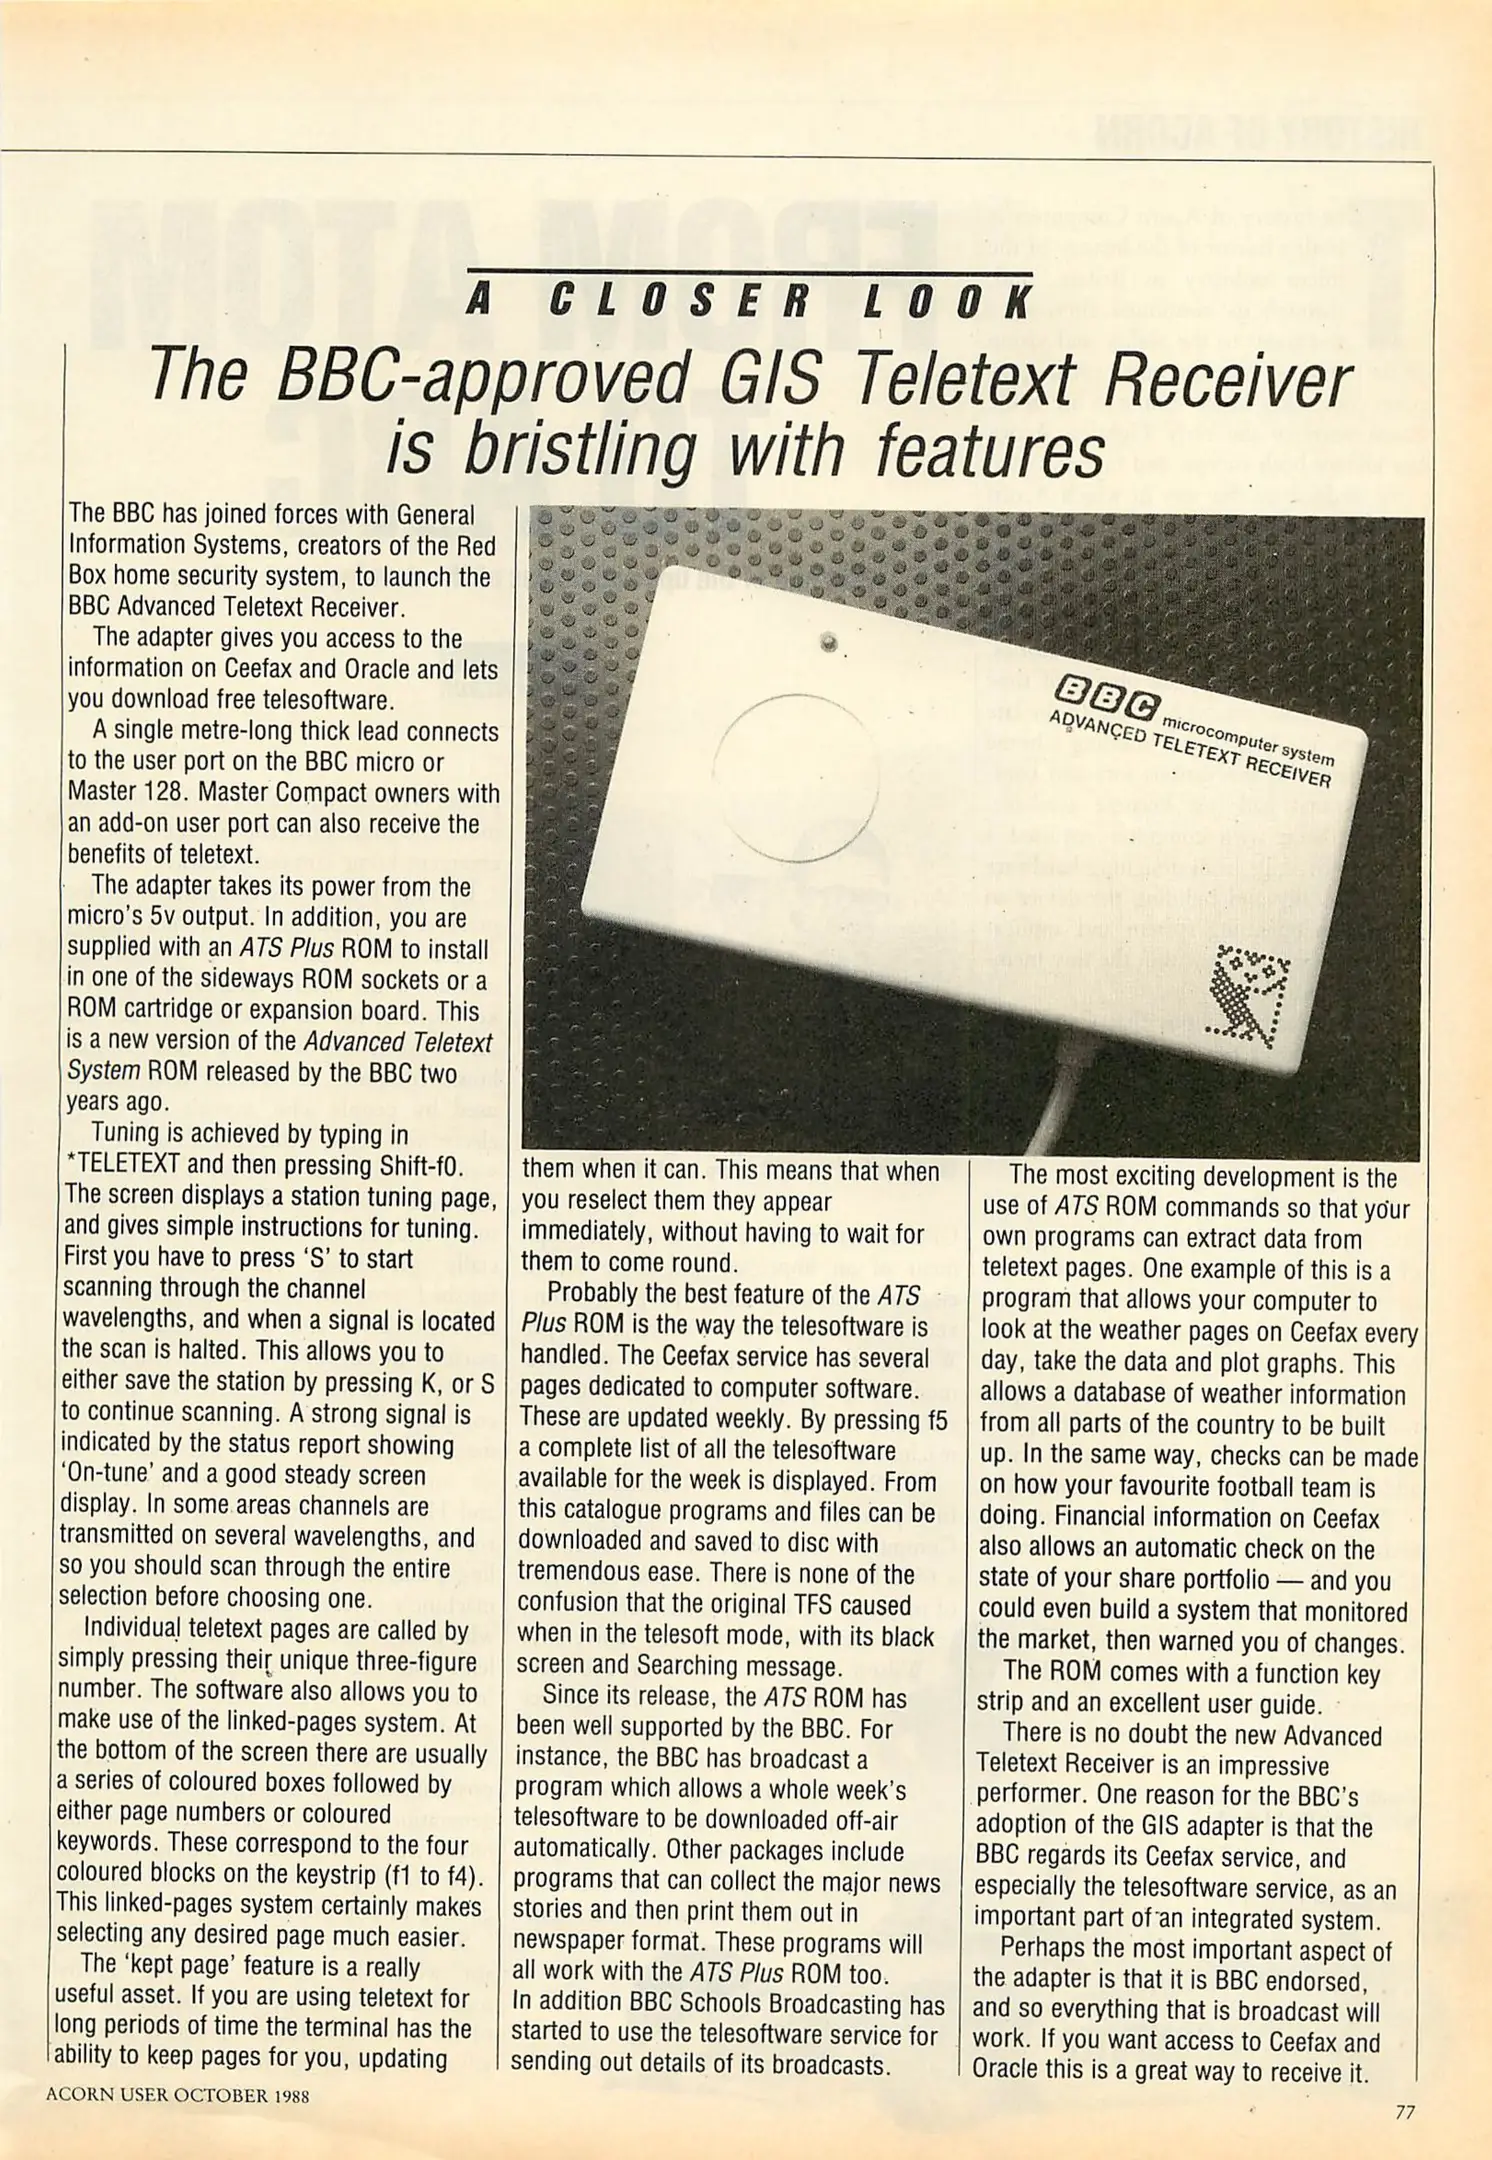 A CLOSER LOOK
The BBC-approved GIS Teletext Receiver
is bristling with features
The BBC has joined forces with General
Information Systems, creators of the Red
Box home security system, to launch the
BBC Advanced Teletext Receiver.
The adapter gives you access to the
information on Ceefax and Oracle and lets
you download free telesoftware.
A single metre-long thick lead connects
to the user port on the BBC micro or
Master 128. Master Compact owners with
an add-on user port can also receive the
benefits of teletext.
The adapter takes its power from the
micro's 5v output. In addition, you are
supplied with an ATS Plus ROM to install
in one of the sideways ROM sockets or a
ROM cartridge or expansion board. This
is a new version of the Advanced Teletext
System ROM released by the BBC two
years ago.
Tuning is achieved by typing in
*TELETEXT and then pressing Shift-f0.
The screen displays a station tuning page,
and gives simple instructions for tuning.
First you have to press ‘S’ to start
scanning through the channel
wavelengths, and when a signal is located
the scan is halted. This allows you to
either save the station by pressing K, or S
to continue scanning. A strong signal is
indicated by the status report showing
‘On-tune’ and a good steady screen
display. In some areas channels are
transmitted on several wavelengths, and
so you should scan through the entire
selection before choosing one.
Individual teletext pages are called by
simply pressing their unique three-figure
number. The software also allows you to
make use of the linked-pages system. At
the bottom of the screen there are usually
a series of coloured boxes followed by
either page numbers or coloured
keywords. These correspond to the four
coloured blocks on the keystrip (f1 to f4).
This linked-pages system certainly makes
selecting any desired page much easier.
The ‘kept page’ feature is a really
useful asset. If you are using teletext for
long periods of time the terminal has the
ability to keep pages for you, updating
BBC microcomputer system
ADVANCED TELETEXT RECEIVER
them when it can. This means that when
you reselect them they appear
immediately, without having to wait for
them to come round.
Probably the best feature of the ATS
Plus ROM is the way the telesoftware is
handled. The Ceefax service has several
pages dedicated to computer software.
These are updated weekly. By pressing f5
a complete list of all the telesoftware
available for the week is displayed. From
this catalogue programs and files can be
downloaded and saved to disc with
tremendous ease. There is none of the
confusion that the original TFS caused
when in the telesoft mode, with its black
screen and Searching message.
Since its release, the ATS ROM has
been well supported by the BBC. For
instance, the BBC has broadcast a
program which allows a whole week's
telesoftware to be downloaded off-air
automatically. Other packages include
programs that can collect the major news
stories and then print them out in
newspaper format. These programs will
all work with the ATS Plus ROM too.
In addition BBC Schools Broadcasting has
started to use the telesoftware service for
sending out details of its broadcasts.
The most exciting development is the
use of ATS ROM commands so that your
own programs can extract data from
teletext pages. One example of this is a
program that allows your computer to
look at the weather pages on Ceefax every
day, take the data and plot graphs. This
allows a database of weather information
from all parts of the country to be built
up. In the same way, checks can be made
on how your favourite football team is
doing. Financial information on Ceefax
also allows an automatic check on the
state of your share portfolio — and you
could even build a system that monitored
the market, then warned you of changes.
The ROM comes with a function key
strip and an excellent user guide.
There is no doubt the new Advanced
Teletext Receiver is an impressive
performer. One reason for the BBC's
adoption of the GIS adapter is that the
BBC regards its Ceefax service, and
especially the telesoftware service, as an
important part of an integrated system.
Perhaps the most important aspect of
the adapter is that it is BBC endorsed,
and so everything that is broadcast will
work. If you want access to Ceefax and
Oracle this is a great way to receive it.
ACORN USER OCTOBER 1988
77